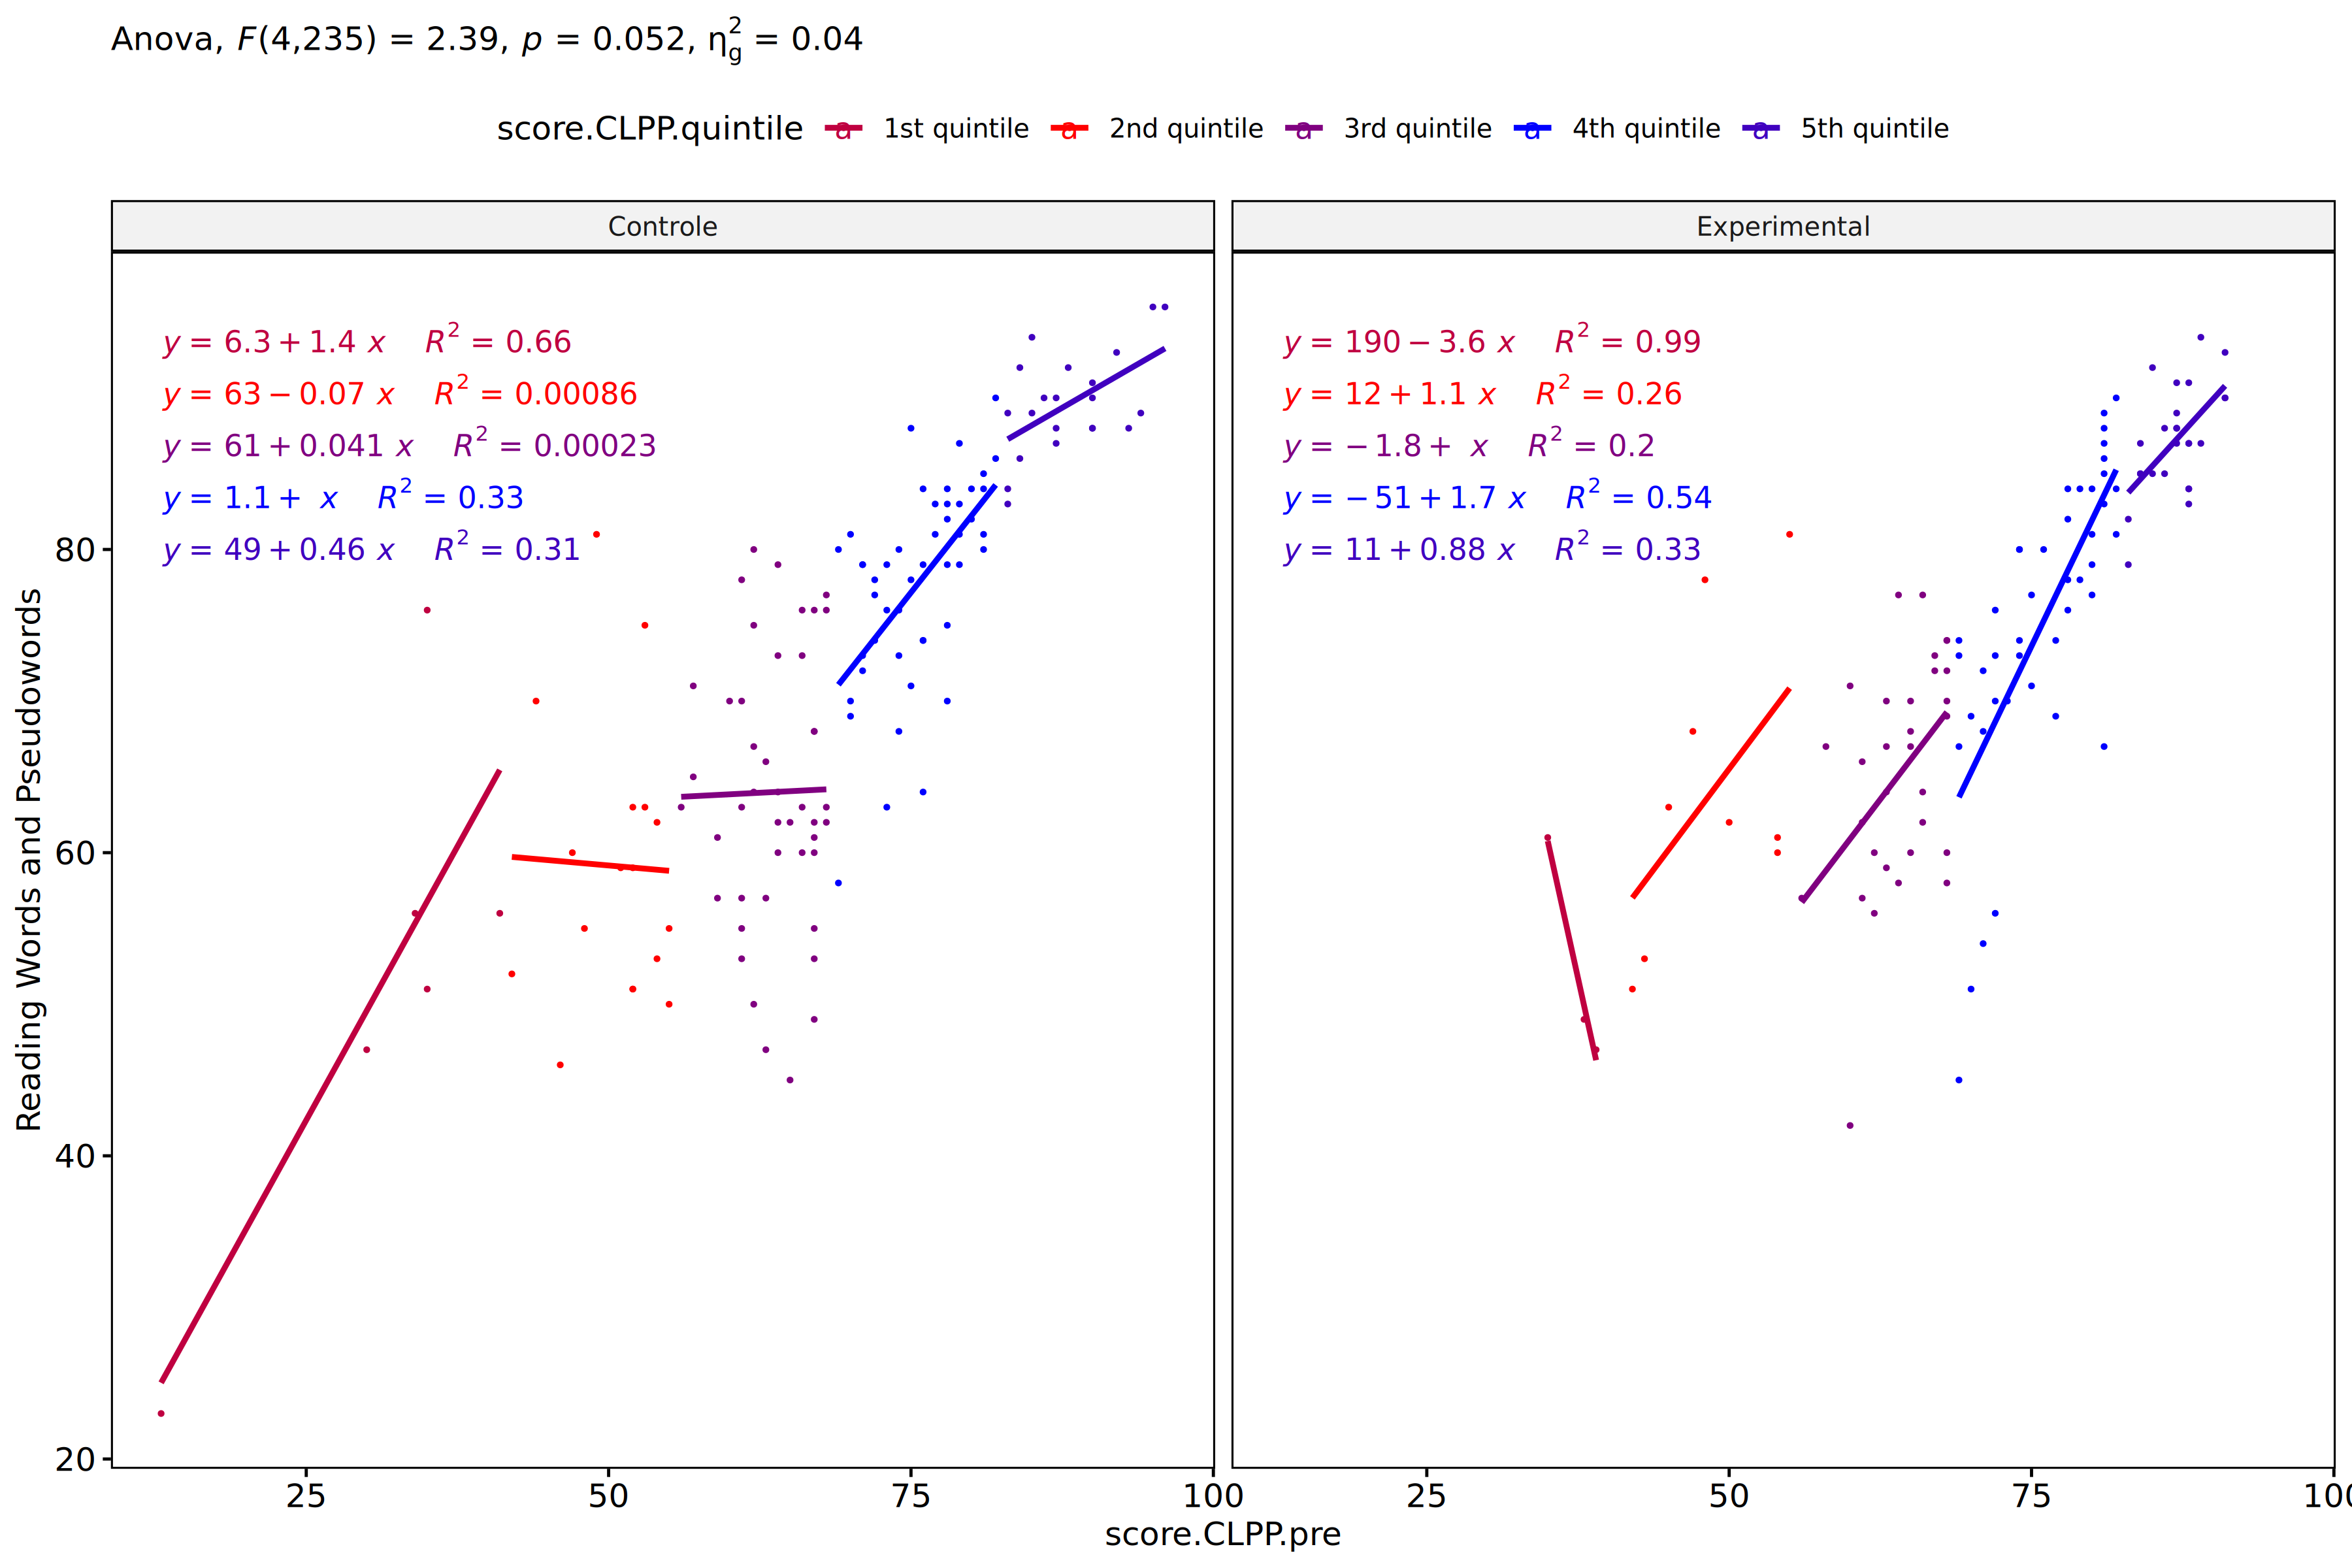 Anova, F(4,235) = 2.39, p = 0.052, η²g = 0.04
score.CLPP.quintile a 1st quintile a 2nd quintile a 3rd quintile a 4th quintile a 5th quintile
Controle
Experimental
y = 6.3 + 1.4 x R² = 0.66
y = 63 − 0.07 x R² = 0.00086
y = 61 + 0.041 x R² = 0.00023
y = 1.1 + x R² = 0.33
y = 49 + 0.46 x R² = 0.31
y = 190 − 3.6 x R² = 0.99
y = 12 + 1.1 x R² = 0.26
y = − 1.8 + x R² = 0.2
y = − 51 + 1.7 x R² = 0.54
y = 11 + 0.88 x R² = 0.33
Reading Words and Pseudowords
80
60
40
20
25 50 75 100
25 50 75 100
score.CLPP.pre